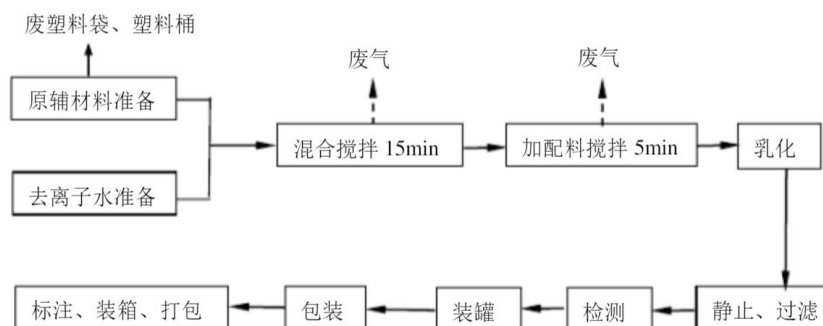 废塑料袋、塑料桶
废气
废气
原辅材料准备
混合搅拌 15min
加配料搅拌 5min
乳化
去离子水准备
标注、装箱、打包
包装
装罐
检测
静止、过滤